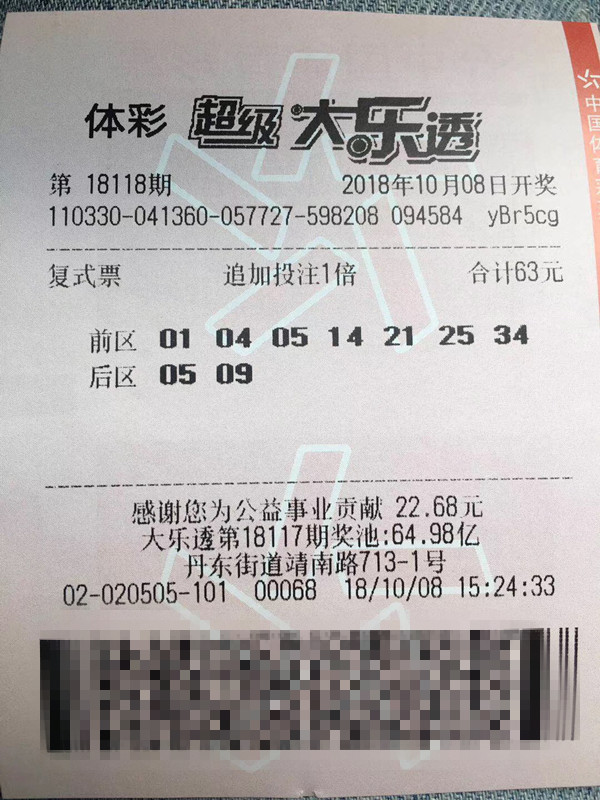 体彩 超级大乐透
第 18118期 2018年10月08日开奖
110330-041360-057727-598208 094584 yBr5cg
复式票 追加投注1倍 合计63元
前区 01 04 05 14 21 25 34
后区 05 09
感谢您为公益事业贡献 22.68元
大乐透第18117期奖池:64.98亿
丹东街道靖南路713-1号
02-020505-101 00068 18/10/08 15:24:33
中国体育